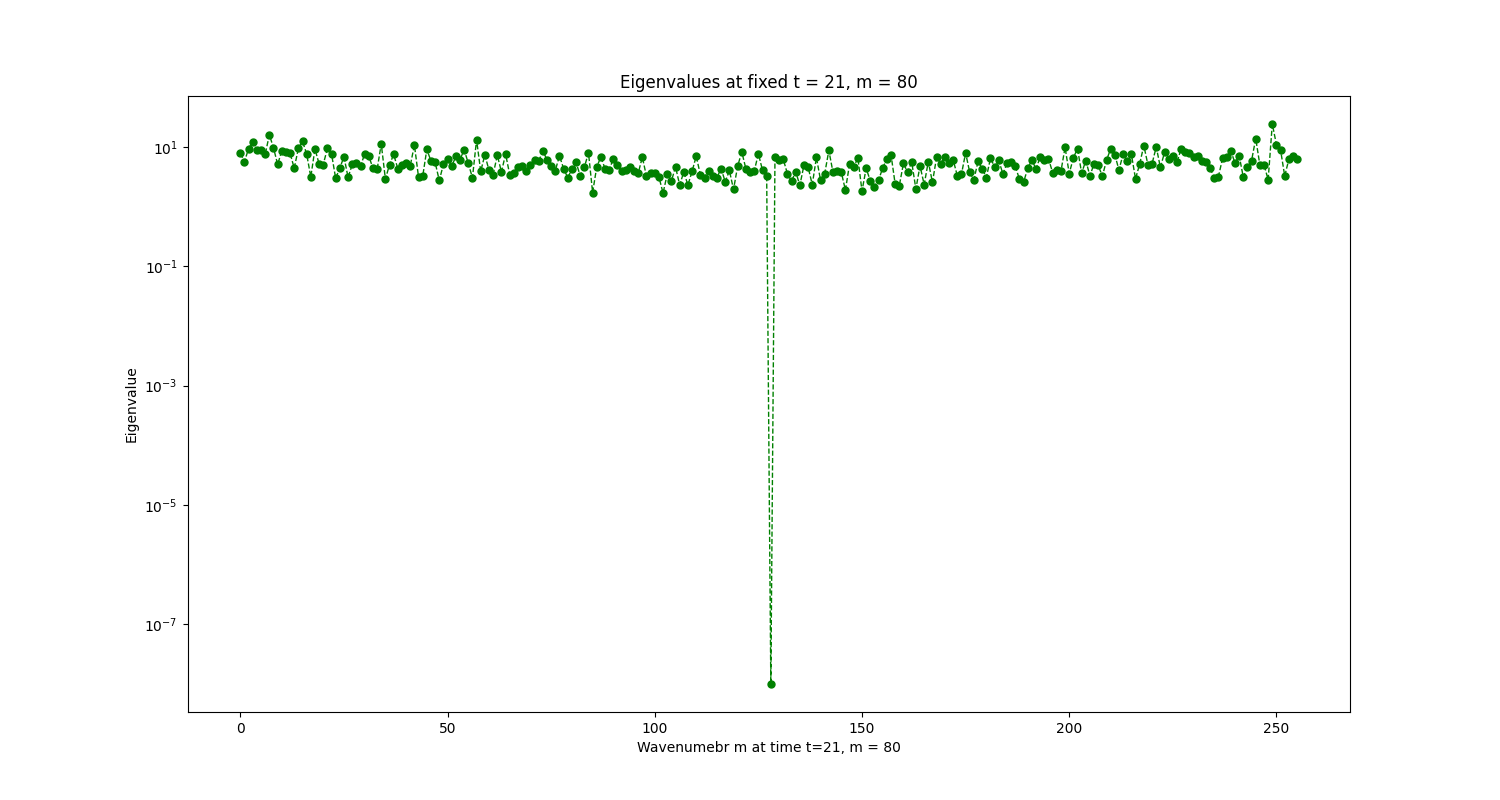 Eigenvalues at fixed t = 21, m = 80
10^1
10^-1
10^-3
10^-5
10^-7
Eigenvalue
0 50 100 150 200 250
Wavenumebr m at time t=21, m = 80